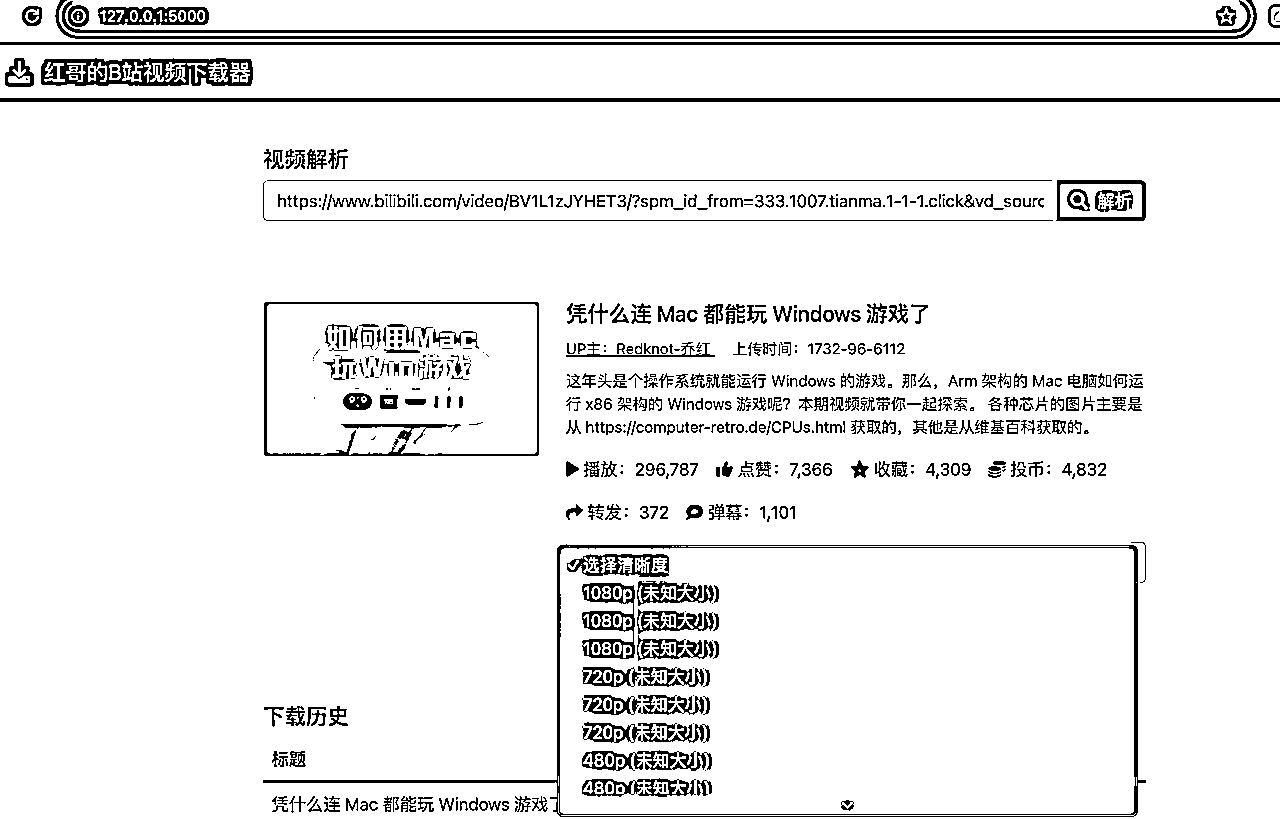 127.0.0.1:5000
红哥的B站视频下载器
视频解析
https://www.bilibili.com/video/BV1L1zJYHET3/?spm_id_from=333.1007.tianma.1-1-1.click&vd_sourc
解析
如何用Mac
玩Win游戏
凭什么连 Mac 都能玩 Windows 游戏了
UP主：Redknot-乔红 上传时间：1732-96-6112
这年头是个操作系统就能运行 Windows 的游戏。那么，Arm 架构的 Mac 电脑如何运
行 x86 架构的 Windows 游戏呢？本期视频就带你一起探索。 各种芯片的图片主要是
从 https://computer-retro.de/CPUs.html 获取的，其他是从维基百科获取的。
播放：296,787 点赞：7,366 收藏：4,309 投币：4,832
转发：372 弹幕：1,101
选择清晰度
1080p (未知大小)
1080p (未知大小)
1080p (未知大小)
720p (未知大小)
720p (未知大小)
720p (未知大小)
480p (未知大小)
480p (未知大小)
下载历史
标题
凭什么连 Mac 都能玩 Windows 游戏了